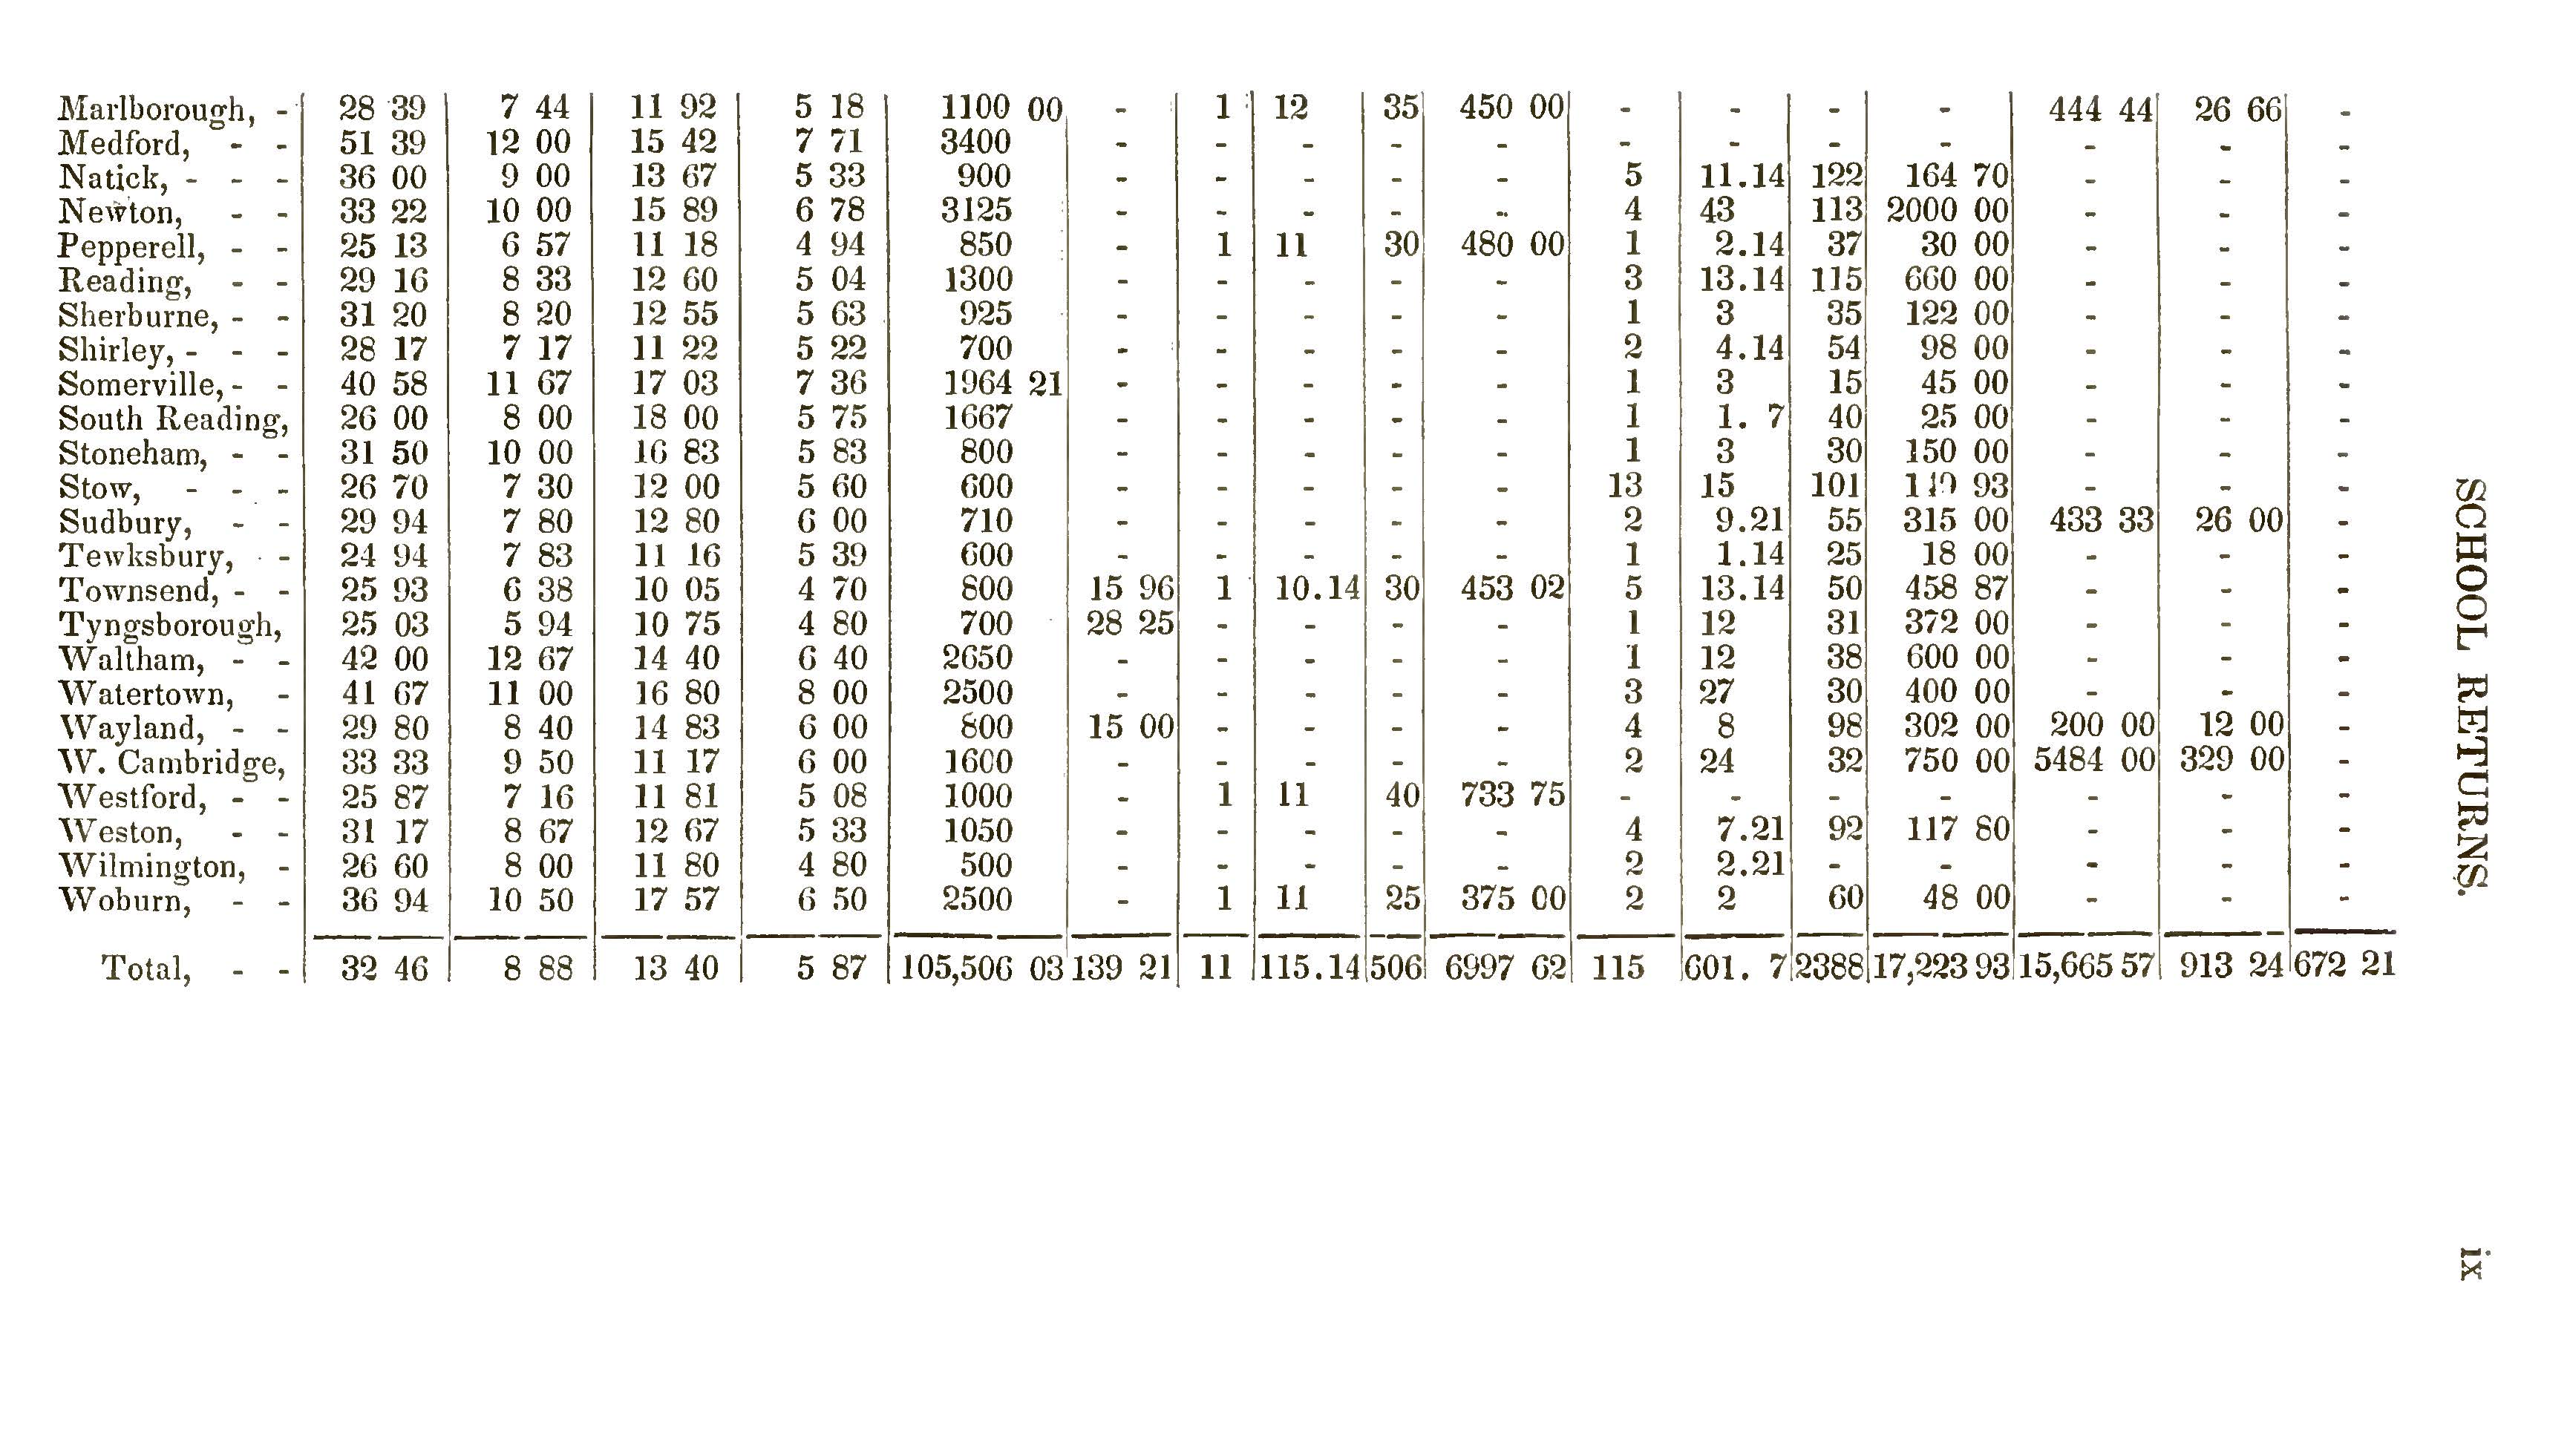 Marlborough, - 28 39 7 44 11 92 5 18 1100 00 - 1 12 35 450 00 - - - - 444 44 26 66 -
Medford, - - 51 39 12 00 15 42 7 71 3400 - - - - - - - - - - - -
Natick, - - - 36 00 9 00 13 67 5 33 900 - - - - - 5 11.14 122 164 70 - - -
Newton, - - 33 22 10 00 15 89 6 78 3125 - - - - - 4 43 113 2000 00 - - -
Pepperell, - - 25 13 6 57 11 18 4 94 850 - 1 11 30 480 00 1 2.14 37 30 00 - - -
Reading, - - 29 16 8 33 12 60 5 04 1300 - - - - - 3 13.14 115 660 00 - - -
Sherburne, - - 31 20 8 20 12 55 5 63 925 - - - - - 1 3 35 122 00 - - -
Shirley, - - - 28 17 7 17 11 22 5 22 700 - - - - - 2 4.14 54 98 00 - - -
Somerville, - - 40 58 11 67 17 03 7 36 1964 21 - - - - - 1 3 15 45 00 - - -
South Reading, 26 00 8 00 18 00 5 75 1667 - - - - - 1 1. 7 40 25 00 - - -
Stoneham, - - 31 50 10 00 16 83 5 83 800 - - - - - 1 3 30 150 00 - - -
Stow, - - - 26 70 7 30 12 00 5 60 600 - - - - - 13 15 101 93 - - -
Sudbury, - - 29 94 7 80 12 80 6 00 710 - - - - - 2 9.21 55 315 00 433 33 26 00 -
Tewksbury, - 24 94 7 83 11 16 5 39 600 - - - - - 1 1.14 25 18 00 - - -
Townsend, - - 25 93 6 38 10 05 4 70 800 15 96 1 10.14 30 453 02 5 13.14 50 458 87 - - -
Tyngsborough, 25 03 5 94 10 75 4 80 700 28 25 - - - - 1 12 31 372 00 - - -
Waltham, - - 42 00 12 67 14 40 6 40 2650 - - - - - 1 12 38 600 00 - - -
Watertown, - 41 67 11 00 16 80 8 00 2500 - - - - - 3 27 30 400 00 - - -
Wayland, - - 29 80 8 40 14 83 6 00 800 15 00 - - - - 4 8 98 302 00 200 00 12 00 -
W. Cambridge, 33 33 9 50 11 17 6 00 1600 - - - - - 2 24 32 750 00 5484 00 329 00 -
Westford, - - 25 87 7 16 11 81 5 08 1000 - 1 11 40 733 75 - - - - - - -
Weston, - - 31 17 8 67 12 67 5 33 1050 - - - - - 4 7.21 92 117 80 - - -
Wilmington, - 26 60 8 00 11 80 4 80 500 - - - - - 2 2.21 - - - - -
Woburn, - - 36 94 10 50 17 57 6 50 2500 - 1 11 25 375 00 2 2 60 48 00 - - -
Total, - - 32 46 8 88 13 40 5 87 105,506 03 139 21 11 115.14 506 6997 62 115 601. 7 2388 17,223 93 15,665 57 913 24 672 21
SCHOOL RETURNS.
ix